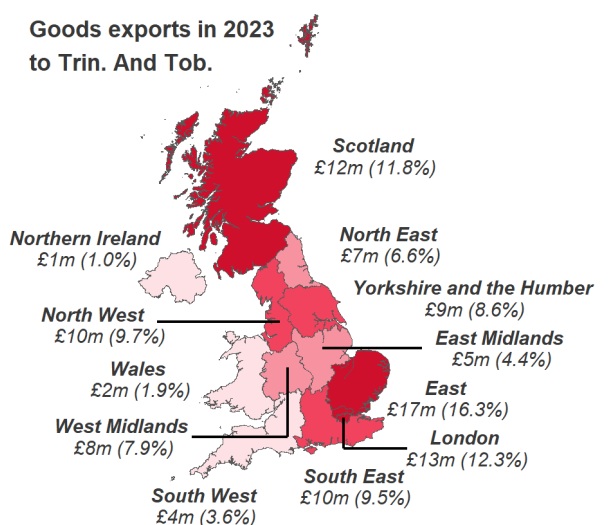 Goods exports in 2023
to Trin. And Tob.
Scotland
£12m (11.8%)
Northern Ireland
£1m (1.0%)
North East
£7m (6.6%)
Yorkshire and the Humber
£9m (8.6%)
North West
£10m (9.7%)
East Midlands
£5m (4.4%)
Wales
£2m (1.9%)
East
£17m (16.3%)
West Midlands
£8m (7.9%)
London
£13m (12.3%)
South East
£10m (9.5%)
South West
£4m (3.6%)